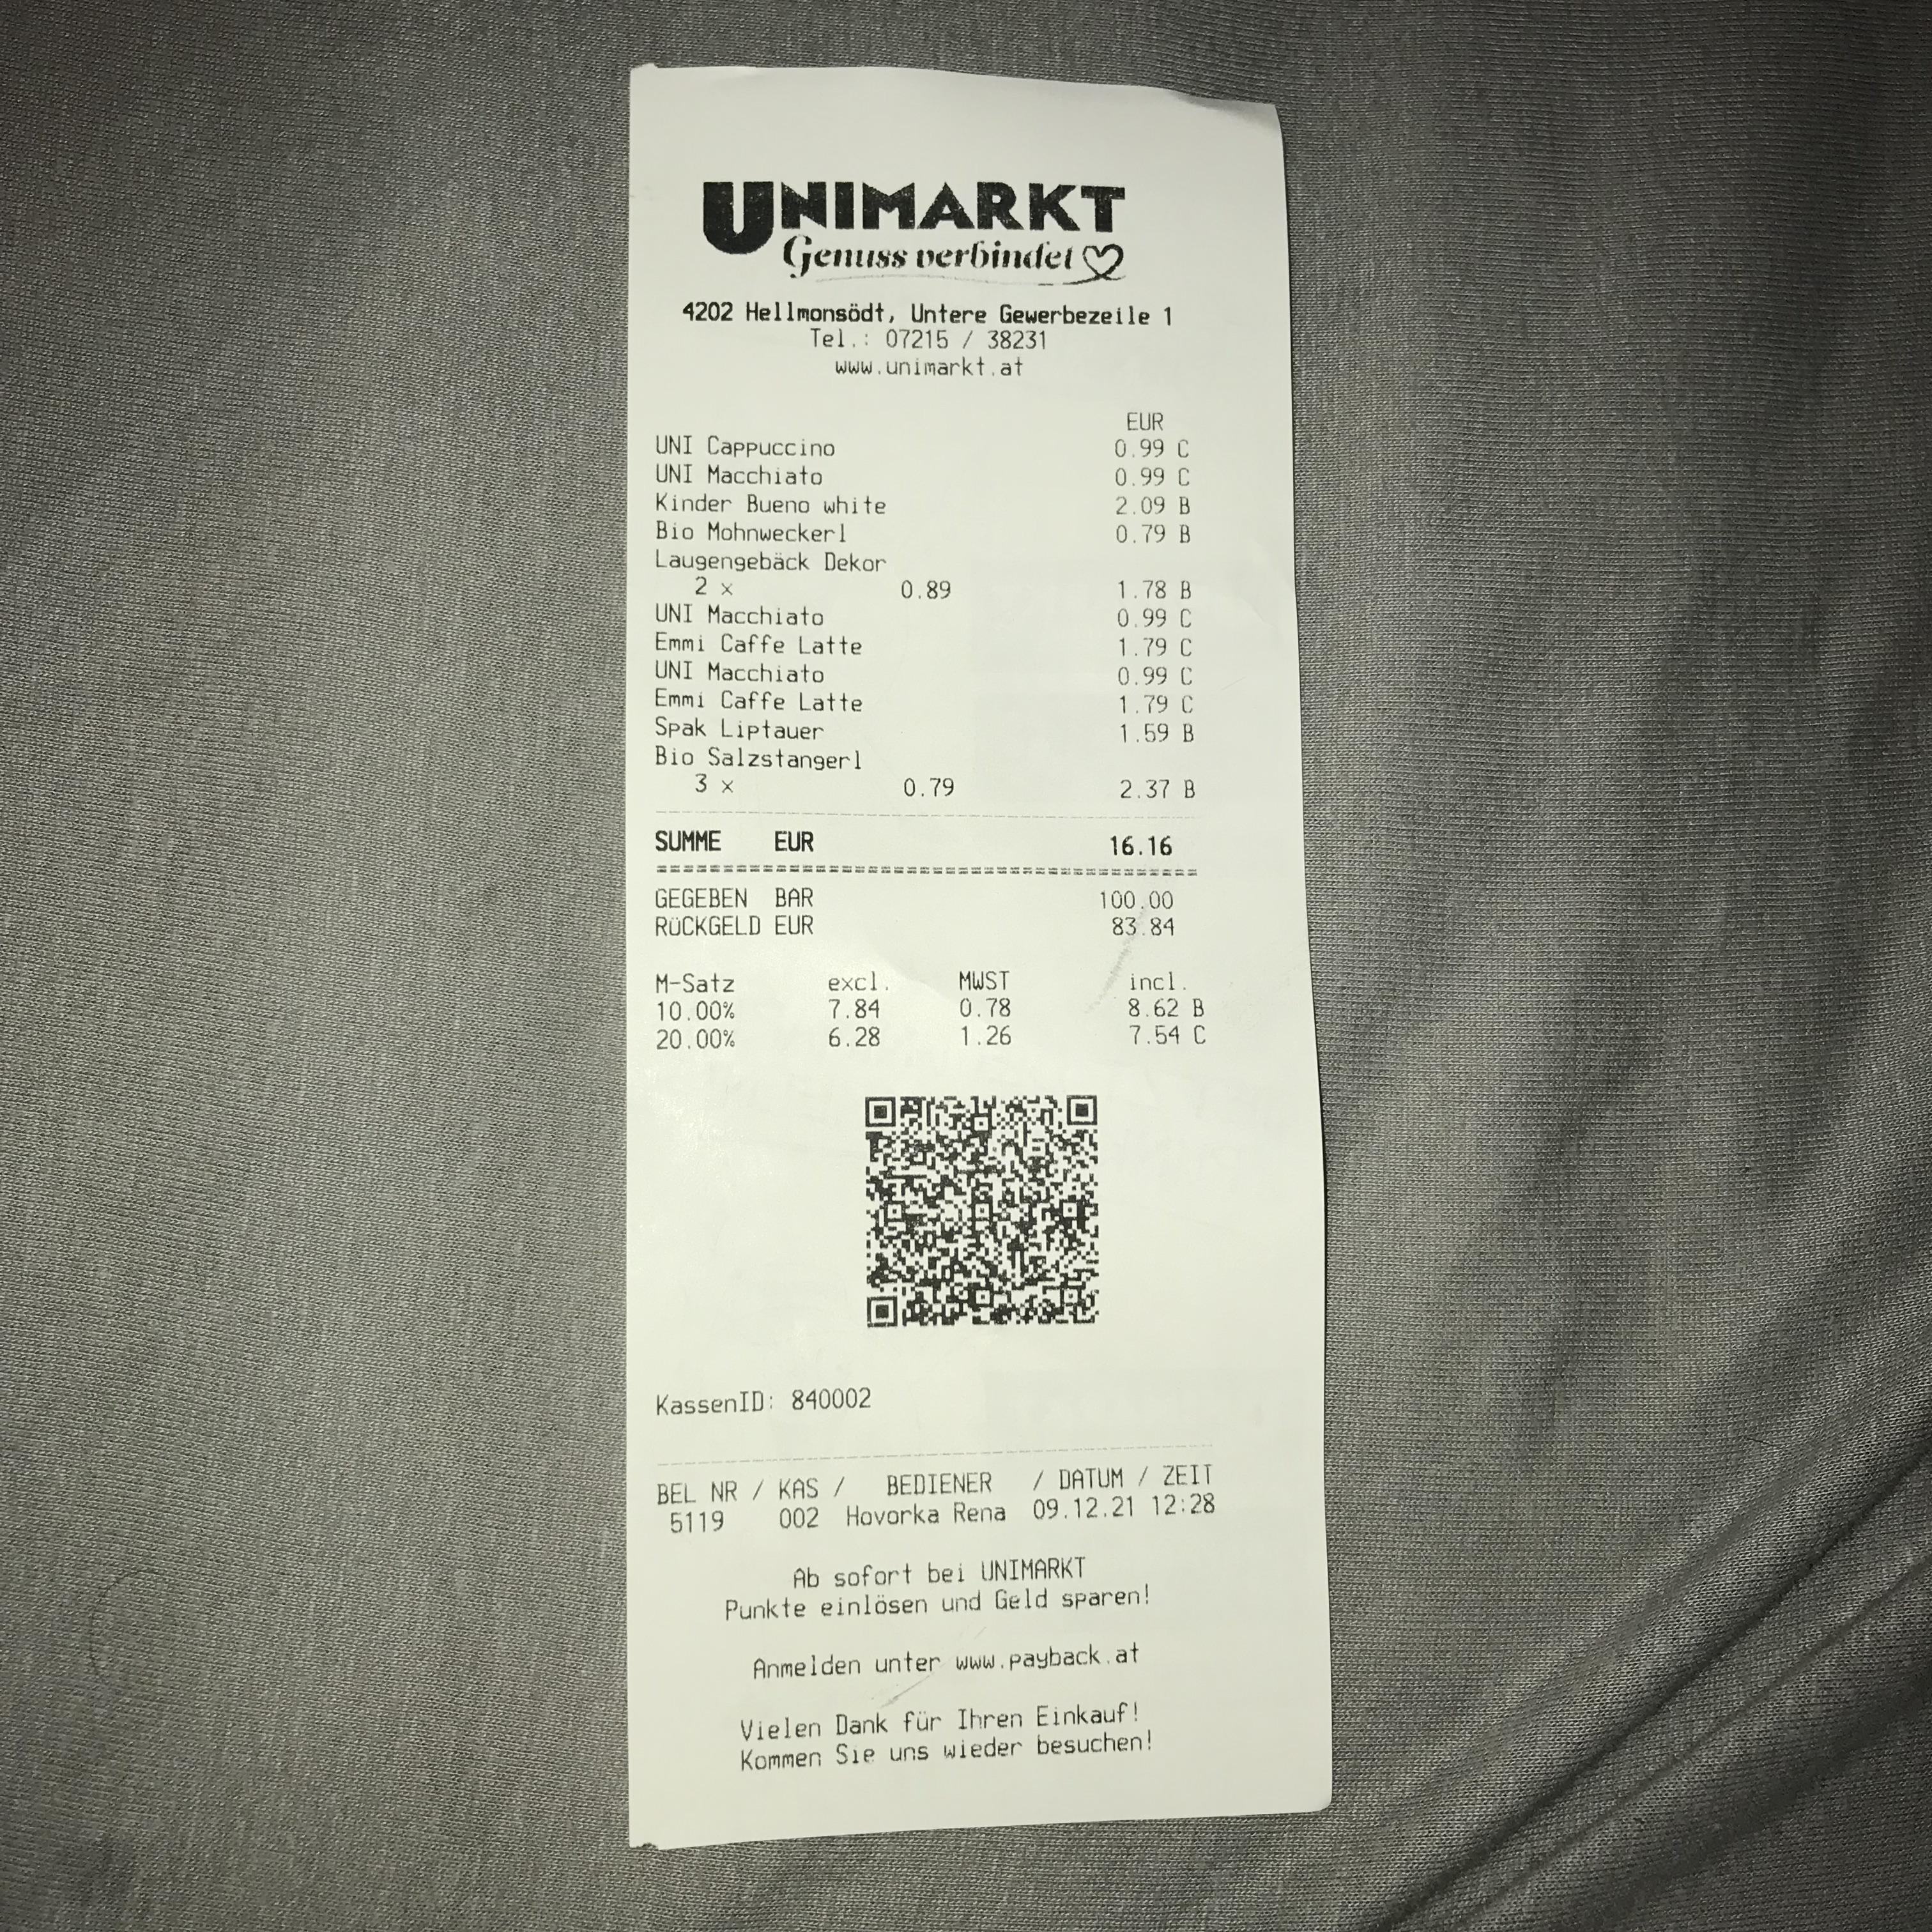 UNIMARKT
Genuss verbindet
4202 Hellmonsödt, Untere Gewerbezeile 1
Tel.: 07215 / 38231
www.unimarkt.at
EUR
UNI Cappuccino 0.99 C
UNI Macchiato 0.99 C
Kinder Bueno white 2.09 B
Bio Mohnweckerl 0.79 B
Laugengebäck Dekor
2 x 0.89 1.78 B
UNI Macchiato 0.99 C
Emmi Caffe Latte 1.79 C
UNI Macchiato 0.99 C
Emmi Caffe Latte 1.79 C
Spak Liptauer 1.59 B
Bio Salzstangerl
3 x 0.79 2.37 B
SUMME EUR 16.16
GEGEBEN BAR 100.00
RüCKGELD EUR 83.84
M-Satz excl. MWST incl.
10.00% 7.84 0.78 8.62 B
20.00% 6.28 1.26 7.54 C
KassenID: 840002
BEL NR / KAS / BEDIENER / DATUM / ZEIT
5119 002 Hovorka Rena 09.12.21 12:28
Ab sofort bei UNIMARKT
Punkte einlösen und Geld sparen!
Anmelden unter www.payback.at
Vielen Dank für Ihren Einkauf!
Kommen Sie uns wieder besuchen!